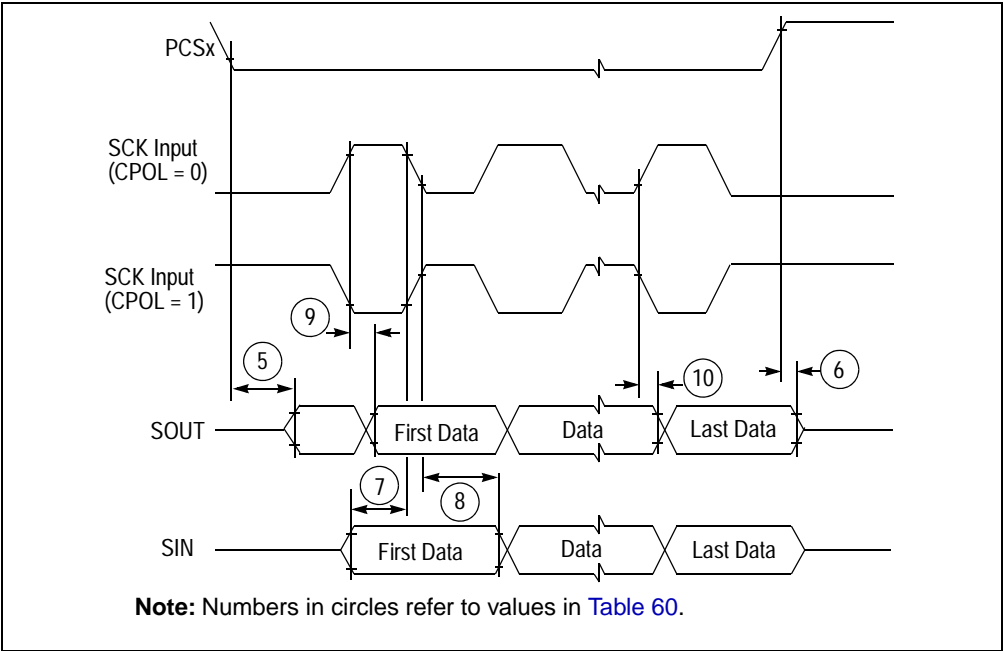 PCSx
SCK Input
(CPOL = 0)
SCK Input
(CPOL = 1)
9
5
10
6
SOUT
First Data
Data
Last Data
7
8
SIN
First Data
Data
Last Data
Note: Numbers in circles refer to values in Table 60.